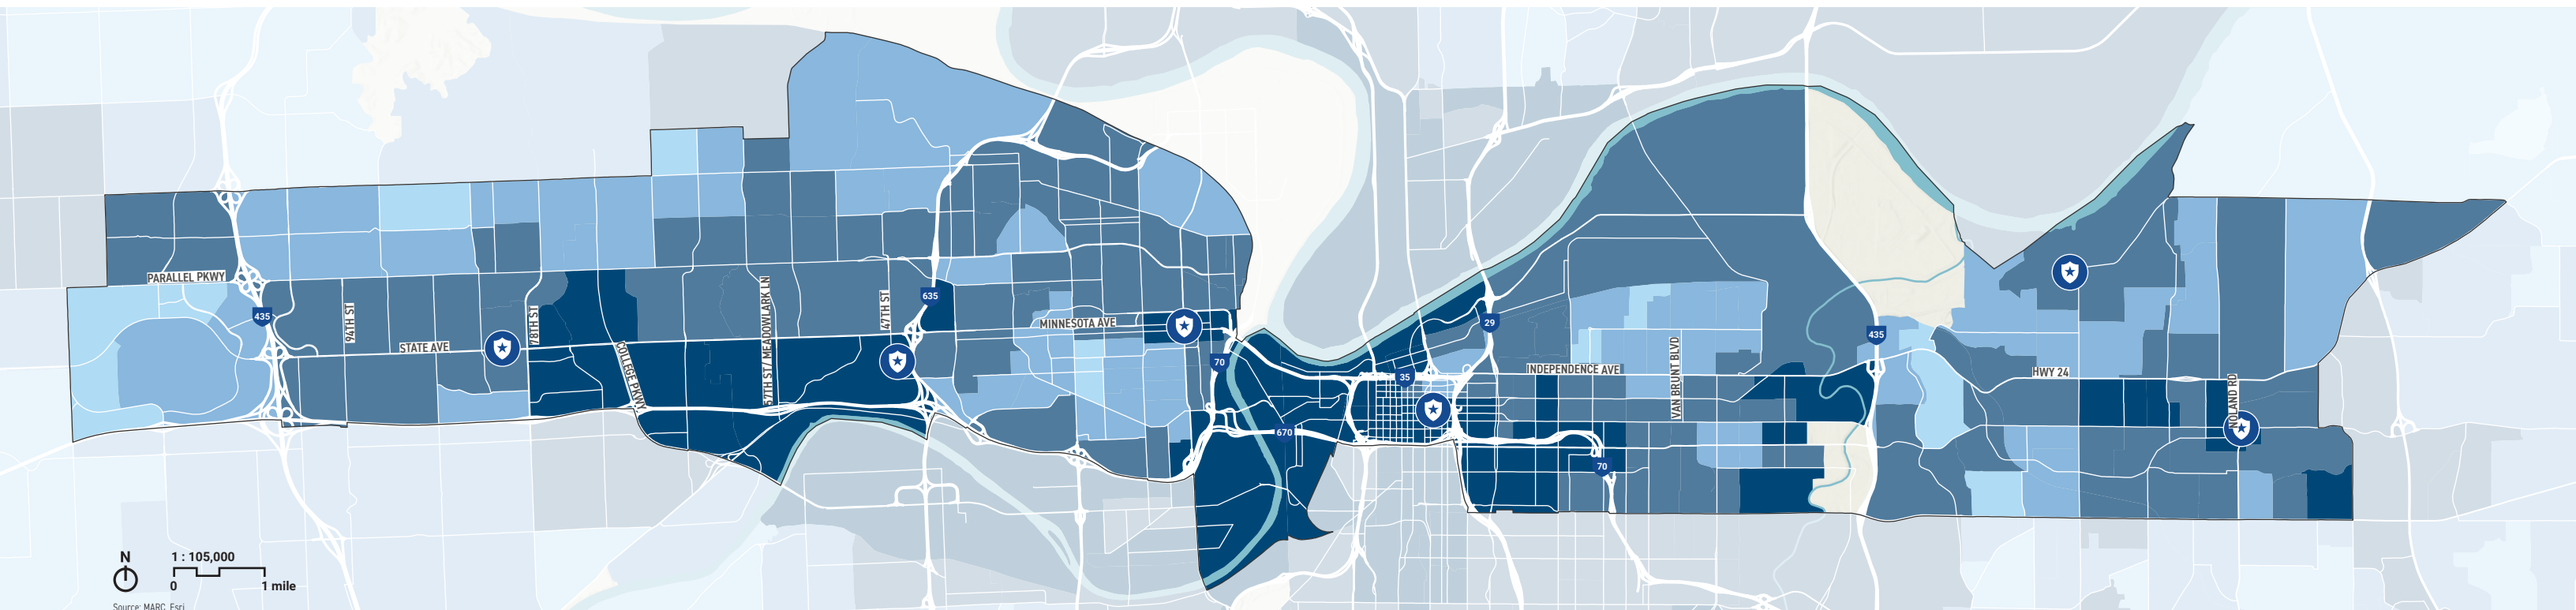 PARALLEL PKWY
435
94TH ST
STATE AVE
78TH ST
COLLEGE PKWY
57TH ST/ MEADOWLARK LN
47TH ST
635
MINNESOTA AVE
70
670
35
29
INDEPENDENCE AVE
VAN BRUNT BLVD
70
435
HWY 24
NOLAND RD
N
1 : 105,000
0 1 mile
Source: MARC, Esri